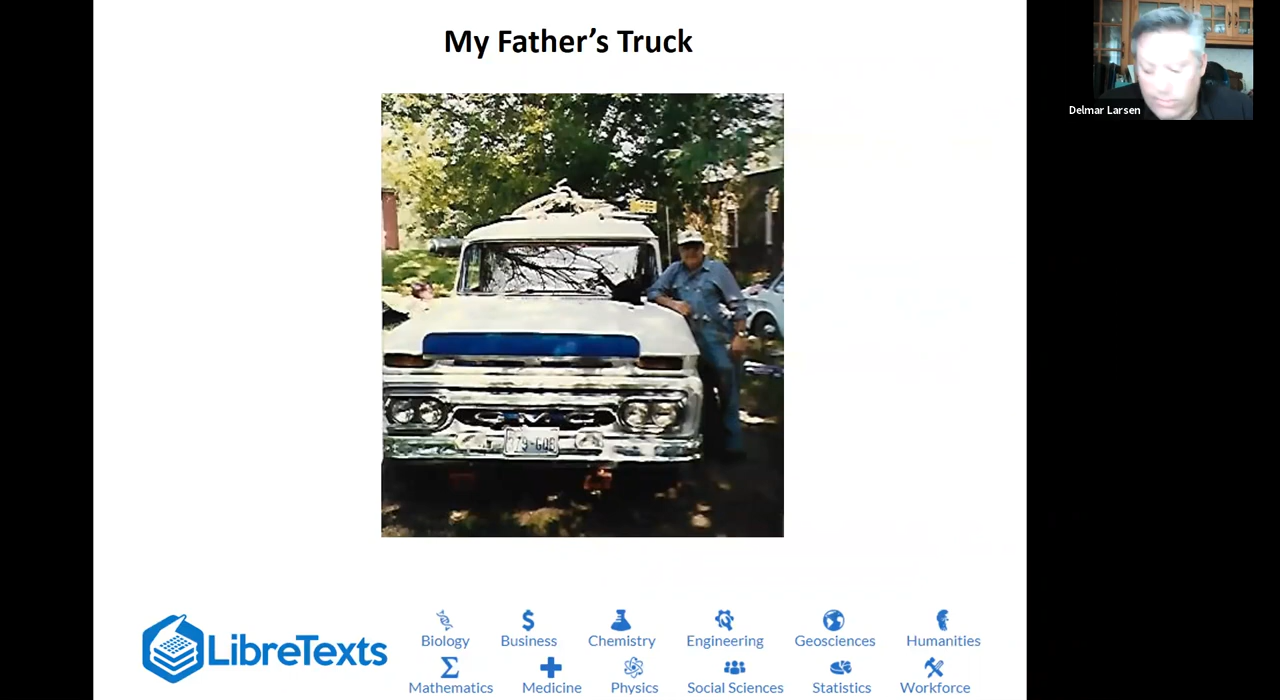 My Father's Truck
Delmar Larsen
GMC
LibreTexts
Biology
Business
Chemistry
Engineering
Geosciences
Humanities
Mathematics
Medicine
Physics
Social Sciences
Statistics
Workforce